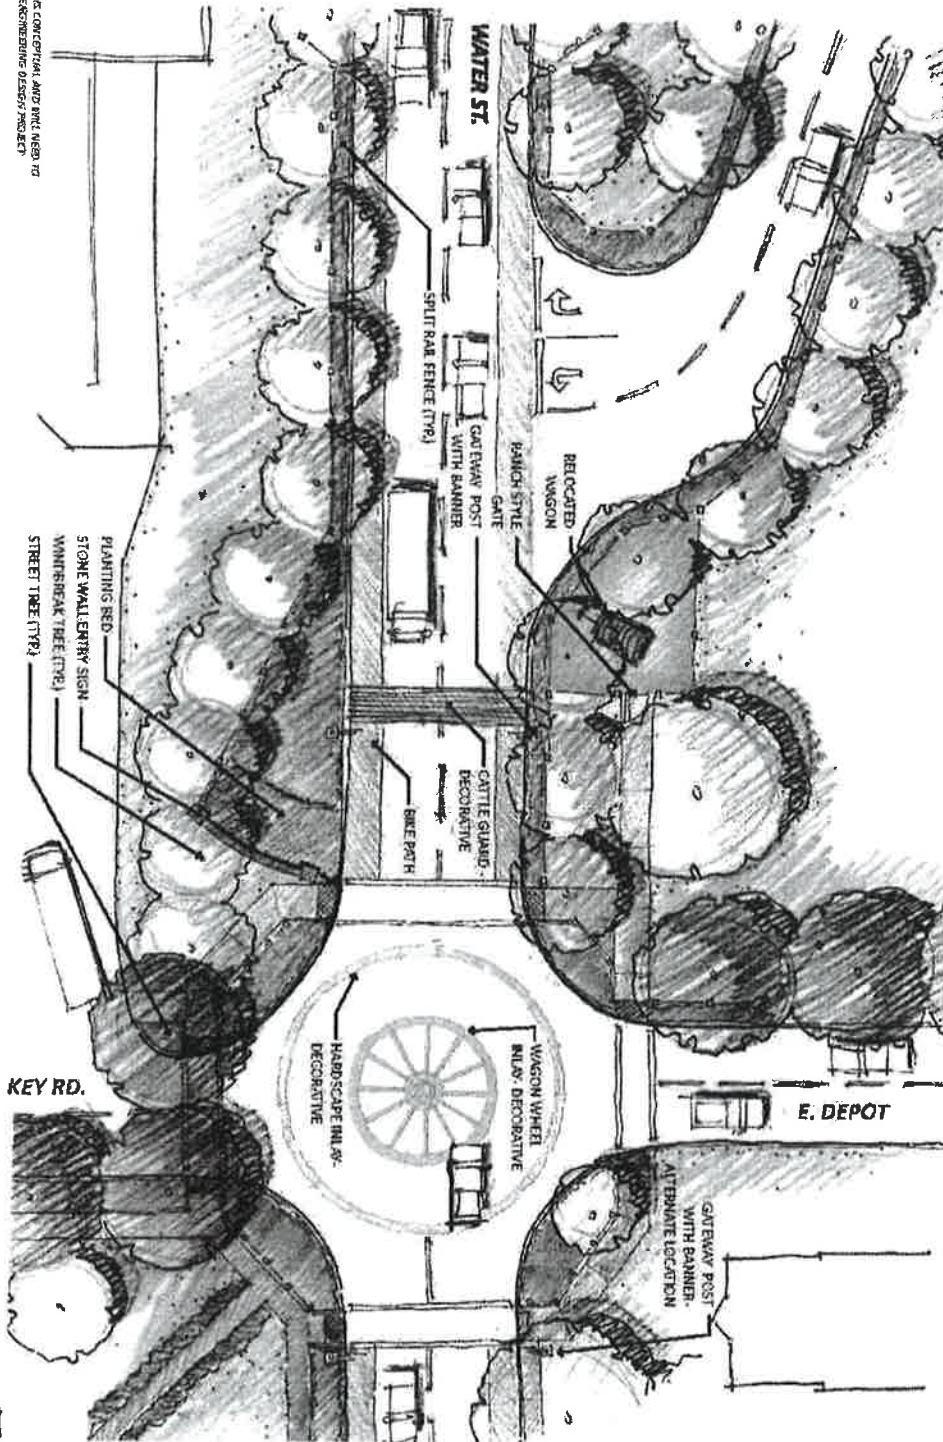 WATER ST.
SPLIT RAIL FENCE (TYP.)
RELOCATED
WAGON
RANCH STYLE
GATE
GATEWAY POST
WITH BANNER
CATTLE GUARD-
DECORATIVE
BIKE PATH
PLANTING BED
STONE WALL ENTRY SIGN
WINDBREAK TREE (TYP.)
STREET TREE (TYP.)
WAGON WHEEL
INLAY- DECORATIVE
HARDSCAPE INLAY-
DECORATIVE
KEY RD.
E. DEPOT
GATEWAY POST
WITH BANNER-
ALTERNATE LOCATION
IS CONCEPTUAL AND WILL NEED TO
ENGINEERING DESIGN PROJECT